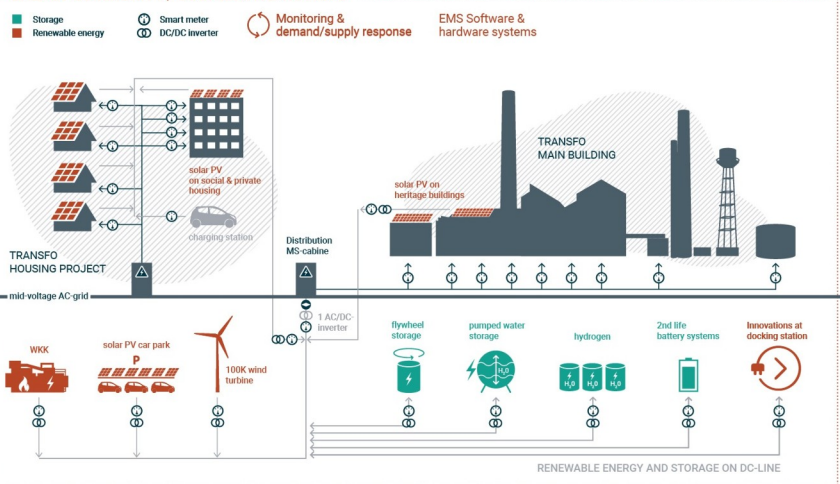 Storage
Renewable energy
Smart meter
DC/DC inverter
Monitoring &
demand/supply response
EMS Software &
hardware systems
solar PV
on social & private
housing
charging station
TRANSFO
HOUSING PROJECT
Distribution
MS-cabine
solar PV on
heritage buildings
TRANSFO
MAIN BUILDING
mid-voltage AC-grid
1 AC/DC-
inverter
WKK
solar PV car park
P
100K wind
turbine
flywheel
storage
pumped water
storage
H₂O
hydrogen
H₂O
H₂O
H₂O
2nd life
battery systems
Innovations at
docking station
RENEWABLE ENERGY AND STORAGE ON DC-LINE